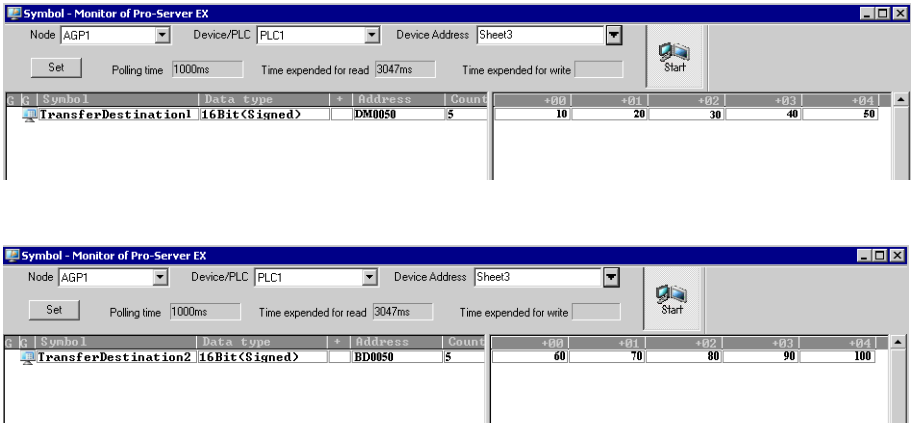 Symbol - Monitor of Pro-Server EX
Node AGP1 Device/PLC PLC1 Device Address Sheet3
Set Polling time 1000ms Time expended for read 3047ms Time expended for write Start
G G Symbol Data type + Address Count +00 +01 +02 +03 +04
TransferDestination1 16Bit(Signed) DM0050 5 10 20 30 40 50
Symbol - Monitor of Pro-Server EX
Node AGP1 Device/PLC PLC1 Device Address Sheet3
Set Polling time 1000ms Time expended for read 3047ms Time expended for write Start
G G Symbol Data type + Address Count +00 +01 +02 +03 +04
TransferDestination2 16Bit(Signed) BD0050 5 60 70 80 90 100